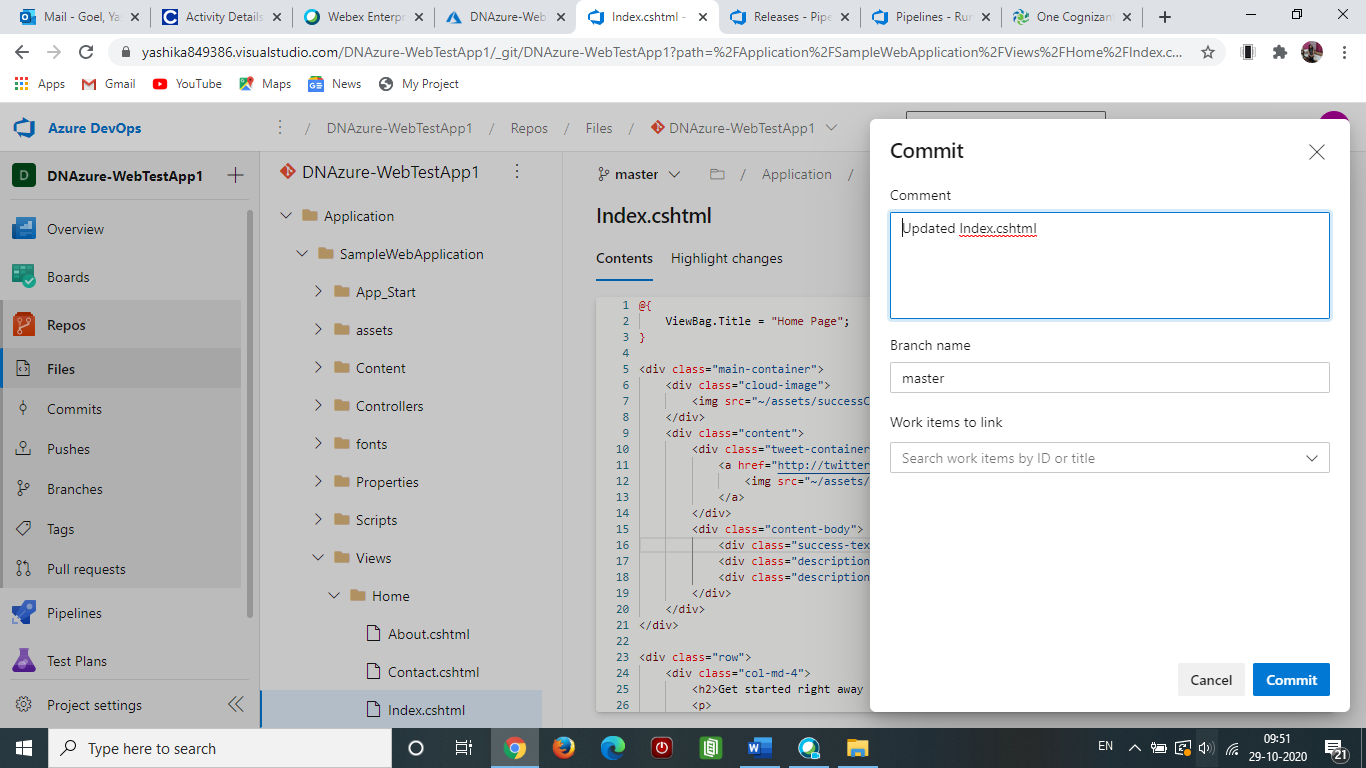 Mail - Goel, Ya
Activity Details
Webex Enterpr
DNAzure-Web
Index.cshtml -
Releases - Pipe
Pipelines - Run
One Cognizant
yashika849386.visualstudio.com/DNAzure-WebTestApp1/_git/DNAzure-WebTestApp1?path=%2FApplication%2FSampleWebApplication%2FViews%2FHome%2FIndex.c...
Apps
Gmail
YouTube
Maps
News
My Project
Azure DevOps
DNAzure-WebTestApp1 / Repos / Files / DNAzure-WebTestApp1
D DNAzure-WebTestApp1
Overview
Boards
Repos
Files
Commits
Pushes
Branches
Tags
Pull requests
Pipelines
Test Plans
Project settings
DNAzure-WebTestApp1
Application
SampleWebApplication
App_Start
assets
Content
Controllers
fonts
Properties
Scripts
Views
Home
About.cshtml
Contact.cshtml
Index.cshtml
master / Application /
Index.cshtml
Contents Highlight changes
1 @{
2 ViewBag.Title = "Home Page";
3 }
4
5 <div class="main-container">
6 <div class="cloud-image">
7 <img src="~/assets/successC
8 </div>
9 <div class="content">
10 <div class="tweet-container
11 <a href="http://twitter
12 <img src="~/assets/
13 </a>
14 </div>
15 <div class="content-body">
16 <div class="success-tex
17 <div class="description
18 <div class="description
19 </div>
20 </div>
21 </div>
22
23 <div class="row">
24 <div class="col-md-4">
25 <h2>Get started right away
26 <p>
Commit
Comment
Updated Index.cshtml
Branch name
master
Work items to link
Search work items by ID or title
Cancel
Commit
Type here to search
EN
09:51
29-10-2020
21